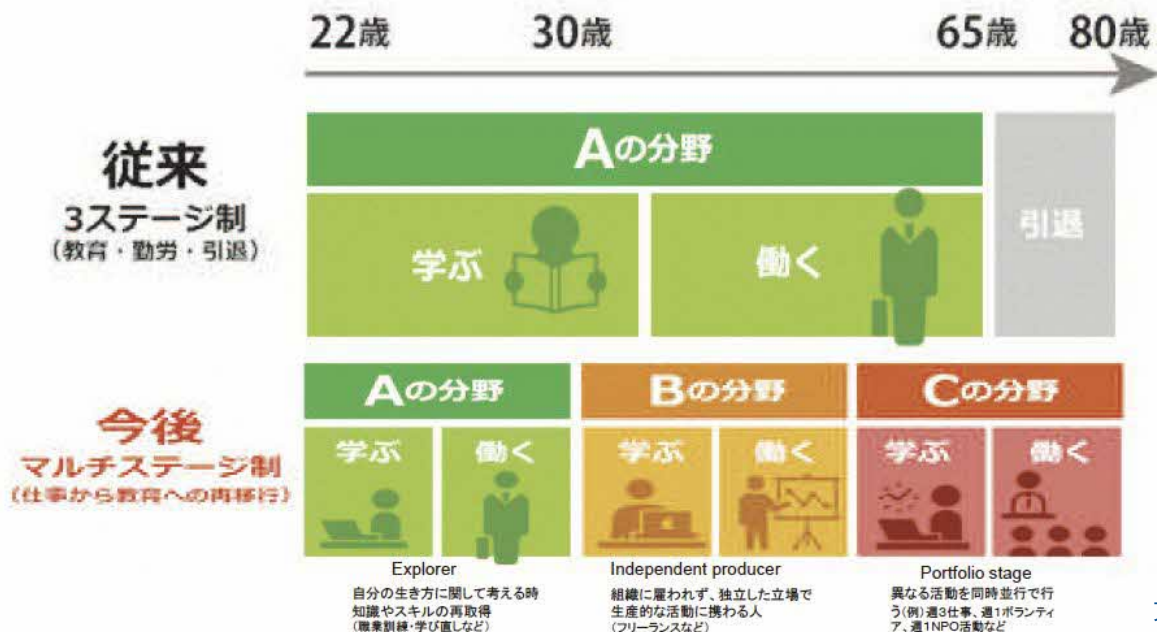 22歳 30歳 65歳 80歳
従来
3ステージ制
（教育・勤労・引退）
Aの分野
学ぶ
働く
引退
今後
マルチステージ制
（仕事から教育への再移行）
Aの分野
学ぶ
働く
Bの分野
学ぶ
働く
Cの分野
学ぶ
働く
Explorer
自分の生き方に関して考える時
知識やスキルの再取得
(職業訓練・学び直しなど)
Independent producer
組織に雇われず、独立した立場で
生産的な活動に携わる人
(フリーランスなど)
Portfolio stage
異なる活動を同時並行で行
う(例)週3仕事、週1ボランティ
ア、週1NPO活動など